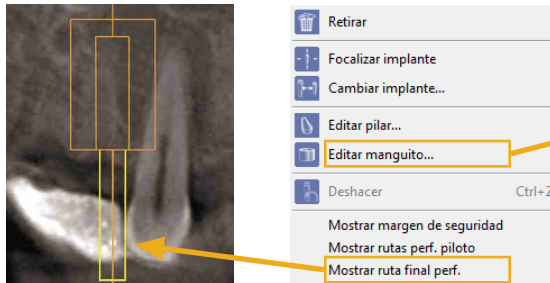 Retirar
Focalizar implante
Cambiar implante...
Editar pilar...
Editar manguito...
Deshacer Ctrl+Z
Mostrar margen de seguridad
Mostrar rutas perf. piloto
Mostrar ruta final perf.